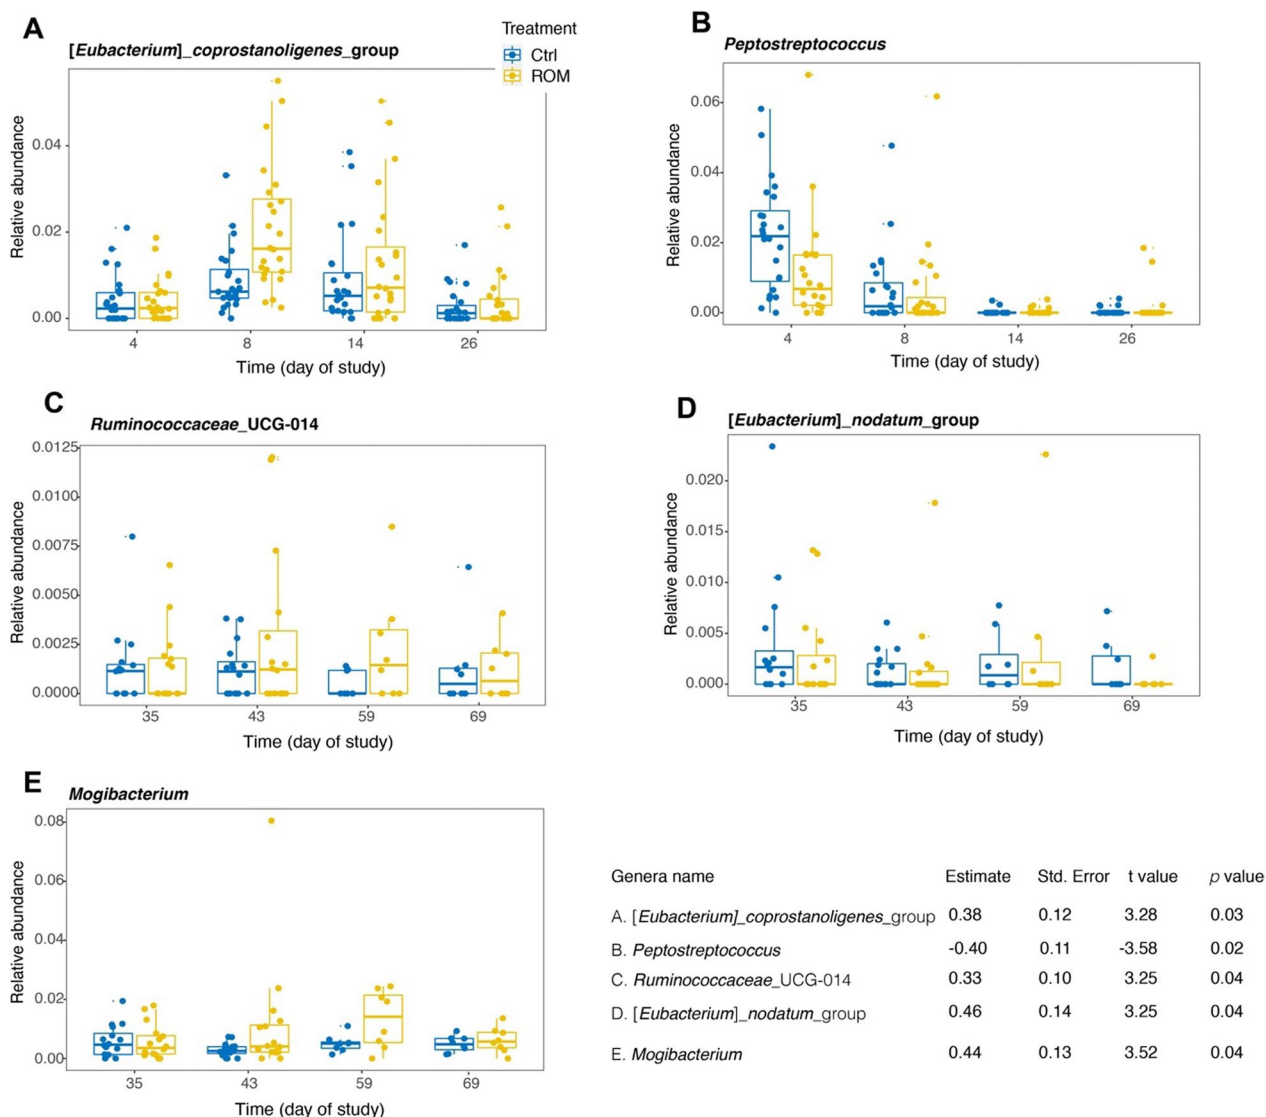 A
[Eubacterium]_coprostanoligenes_group
Treatment
Ctrl
ROM
Relative abundance
0.04
0.02
0.00
4 8 14 26
Time (day of study)
B
Peptostreptococcus
Relative abundance
0.06
0.04
0.02
0.00
4 8 14 26
Time (day of study)
C
Ruminococcaceae_UCG-014
Relative abundance
0.0125
0.0100
0.0075
0.0050
0.0025
0.0000
35 43 59 69
Time (day of study)
D
[Eubacterium]_nodatum_group
Relative abundance
0.020
0.015
0.010
0.005
0.000
35 43 59 69
Time (day of study)
E
Mogibacterium
Relative abundance
0.08
0.06
0.04
0.02
0.00
35 43 59 69
Time (day of study)
Genera name Estimate Std. Error t value p value
A. [Eubacterium]_coprostanoligenes_group 0.38 0.12 3.28 0.03
B. Peptostreptococcus -0.40 0.11 -3.58 0.02
C. Ruminococcaceae_UCG-014 0.33 0.10 3.25 0.04
D. [Eubacterium]_nodatum_group 0.46 0.14 3.25 0.04
E. Mogibacterium 0.44 0.13 3.52 0.04